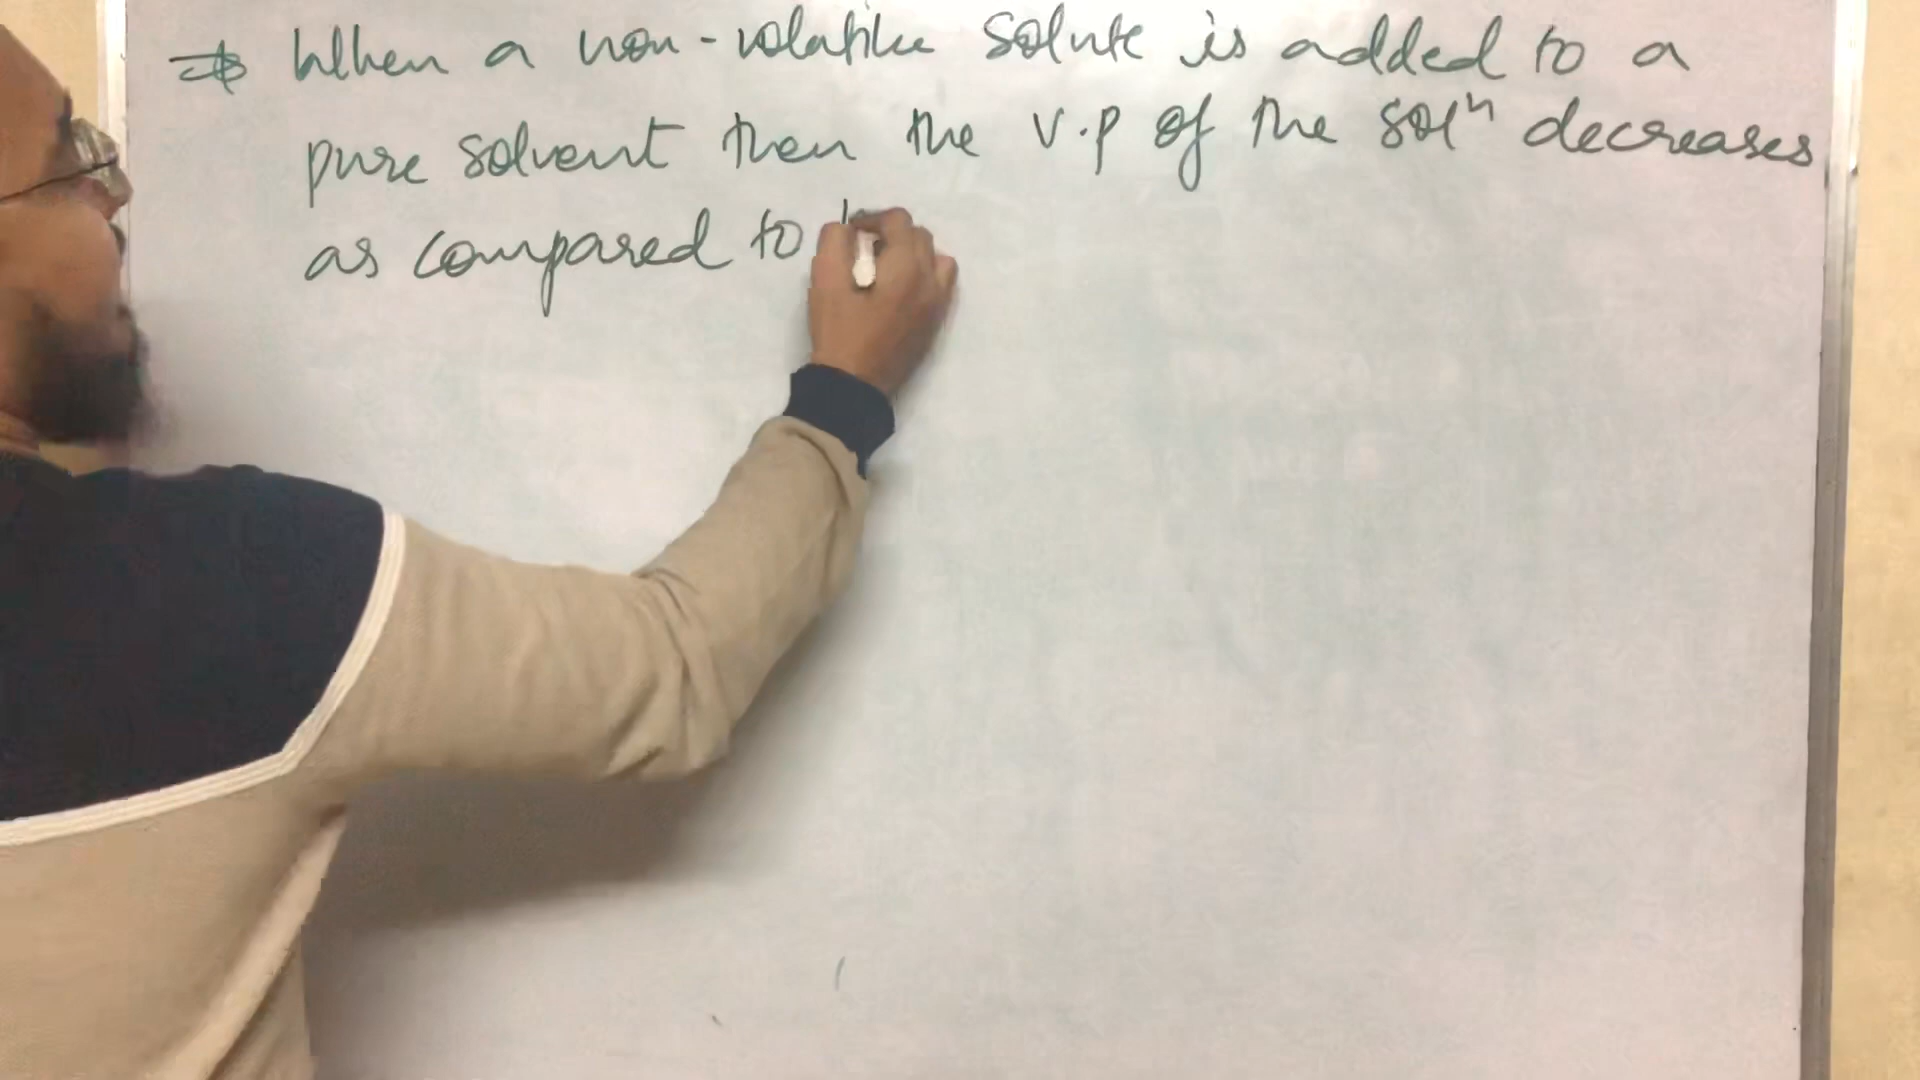 ⇒ When a non-volatile solute is added to a
pure solvent then the V.P of the solⁿ decreases
as compared to